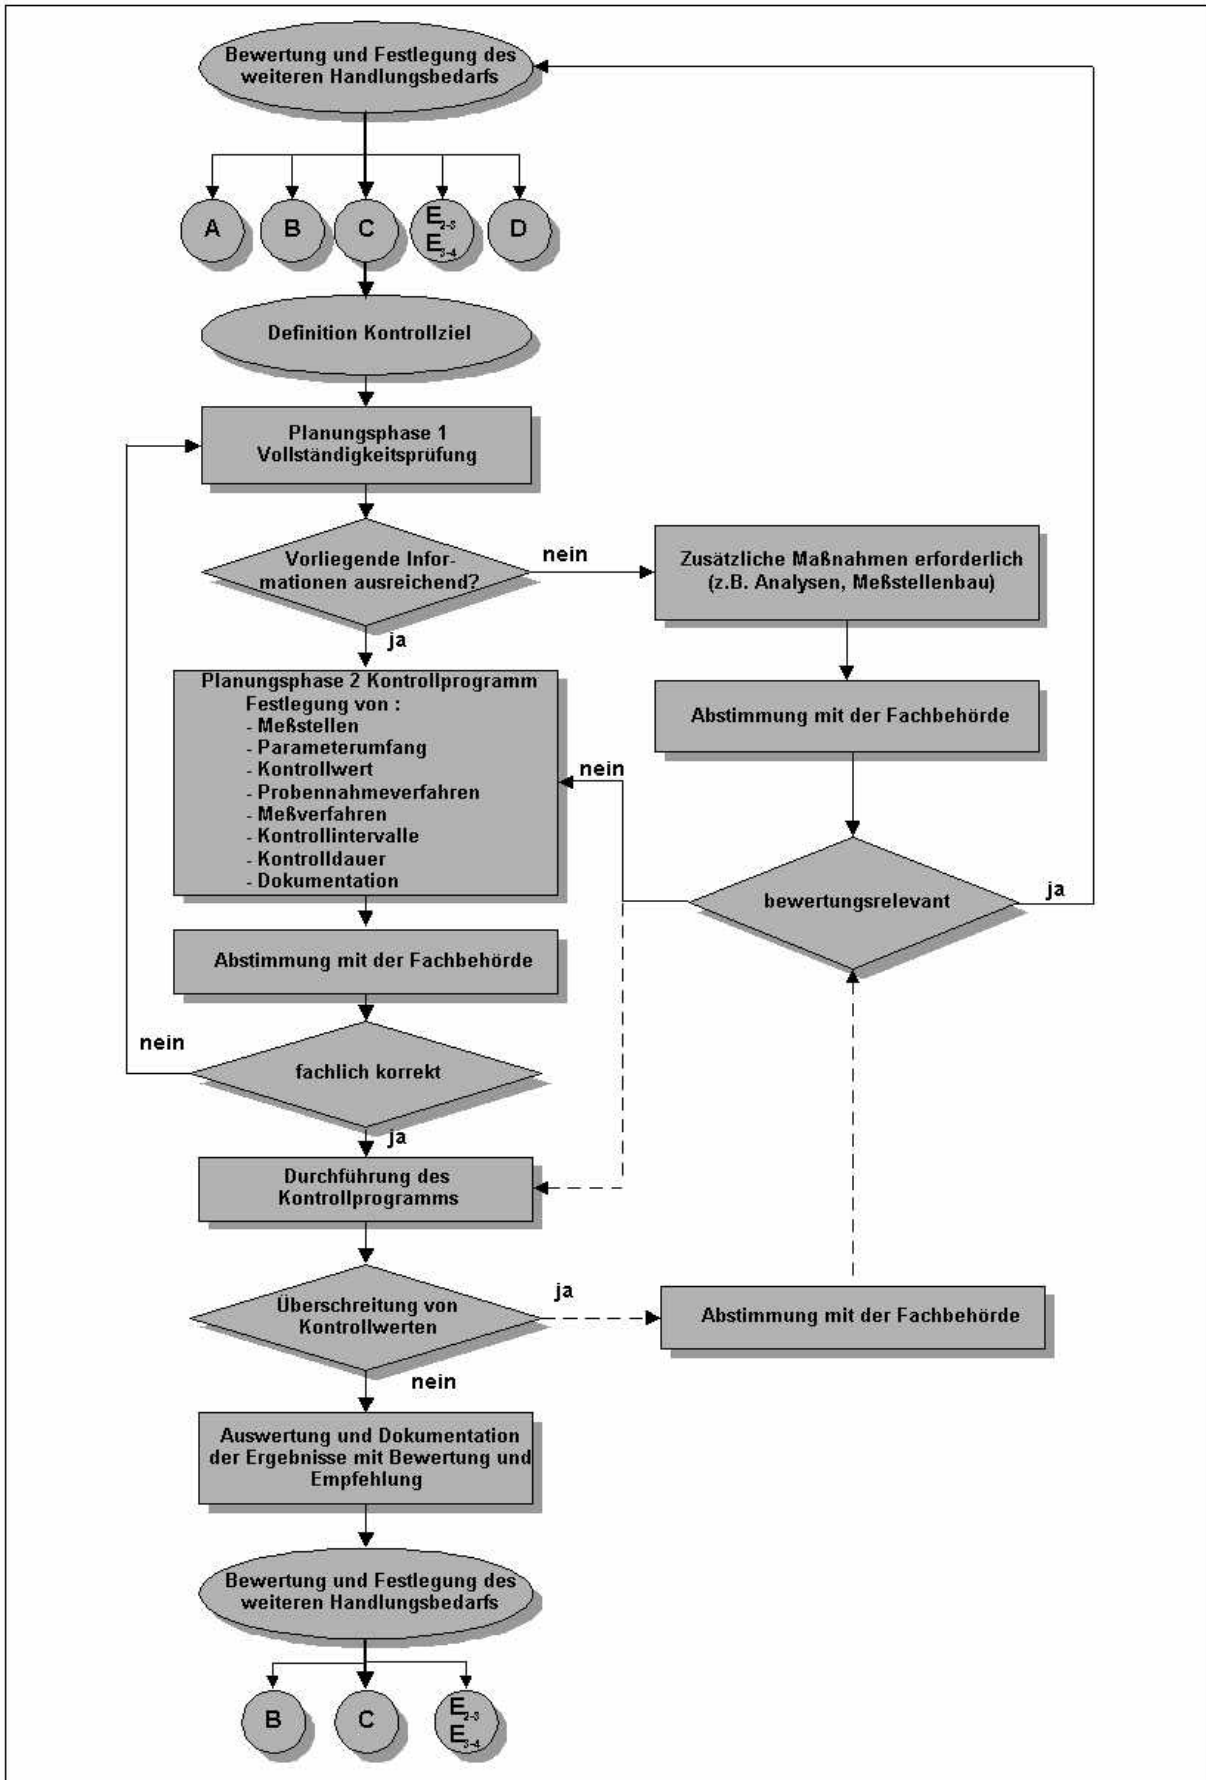 Bewertung und Festlegung des
weiteren Handlungsbedarfs
A
B
C
E2-3
E3-4
D
Definition Kontrollziel
Planungsphase 1
Vollständigkeitsprüfung
Vorliegende Infor-
mationen ausreichend?
nein
Zusätzliche Maßnahmen erforderlich
(z.B. Analysen, Meßstellenbau)
ja
Planungsphase 2 Kontrollprogramm
Festlegung von :
- Meßstellen
- Parameterumfang
- Kontrollwert
- Probennahmeverfahren
- Meßverfahren
- Kontrollintervalle
- Kontrolldauer
- Dokumentation
Abstimmung mit der Fachbehörde
nein
bewertungsrelevant
ja
Abstimmung mit der Fachbehörde
nein
fachlich korrekt
ja
Durchführung des
Kontrollprogramms
Überschreitung von
Kontrollwerten
ja
Abstimmung mit der Fachbehörde
nein
Auswertung und Dokumentation
der Ergebnisse mit Bewertung und
Empfehlung
Bewertung und Festlegung des
weiteren Handlungsbedarfs
B
C
E2-3
E3-4